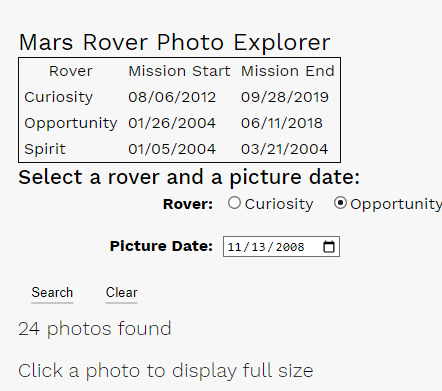 Mars Rover Photo Explorer
Rover Mission Start Mission End
Curiosity 08/06/2012 09/28/2019
Opportunity 01/26/2004 06/11/2018
Spirit 01/05/2004 03/21/2004
Select a rover and a picture date:
Rover: Curiosity Opportunity
Picture Date: 11/13/2008
Search Clear
24 photos found
Click a photo to display full size